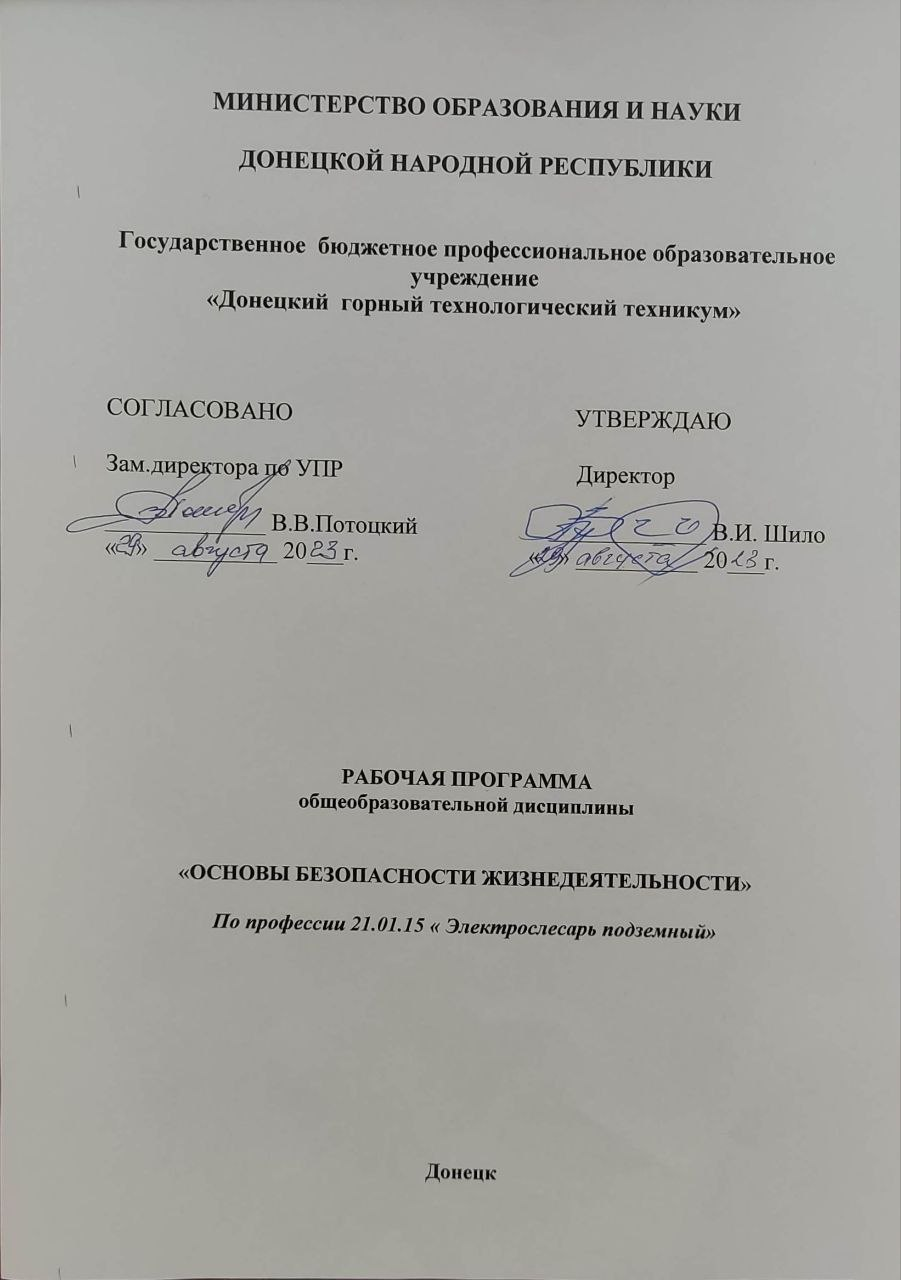 МИНИСТЕРСТВО ОБРАЗОВАНИЯ И НАУКИ
ДОНЕЦКОЙ НАРОДНОЙ РЕСПУБЛИКИ
Государственное бюджетное профессиональное образовательное
учреждение
«Донецкий горный технологический техникум»
СОГЛАСОВАНО
Зам.директора по УПР
В.В.Потоцкий
«29» августа 2023г.
УТВЕРЖДАЮ
Директор
В.И. Шило
«29» августа 2023г.
РАБОЧАЯ ПРОГРАММА
общеобразовательной дисциплины
«ОСНОВЫ БЕЗОПАСНОСТИ ЖИЗНЕДЕЯТЕЛЬНОСТИ»
По профессии 21.01.15 « Электрослесарь подземный»
Донецк